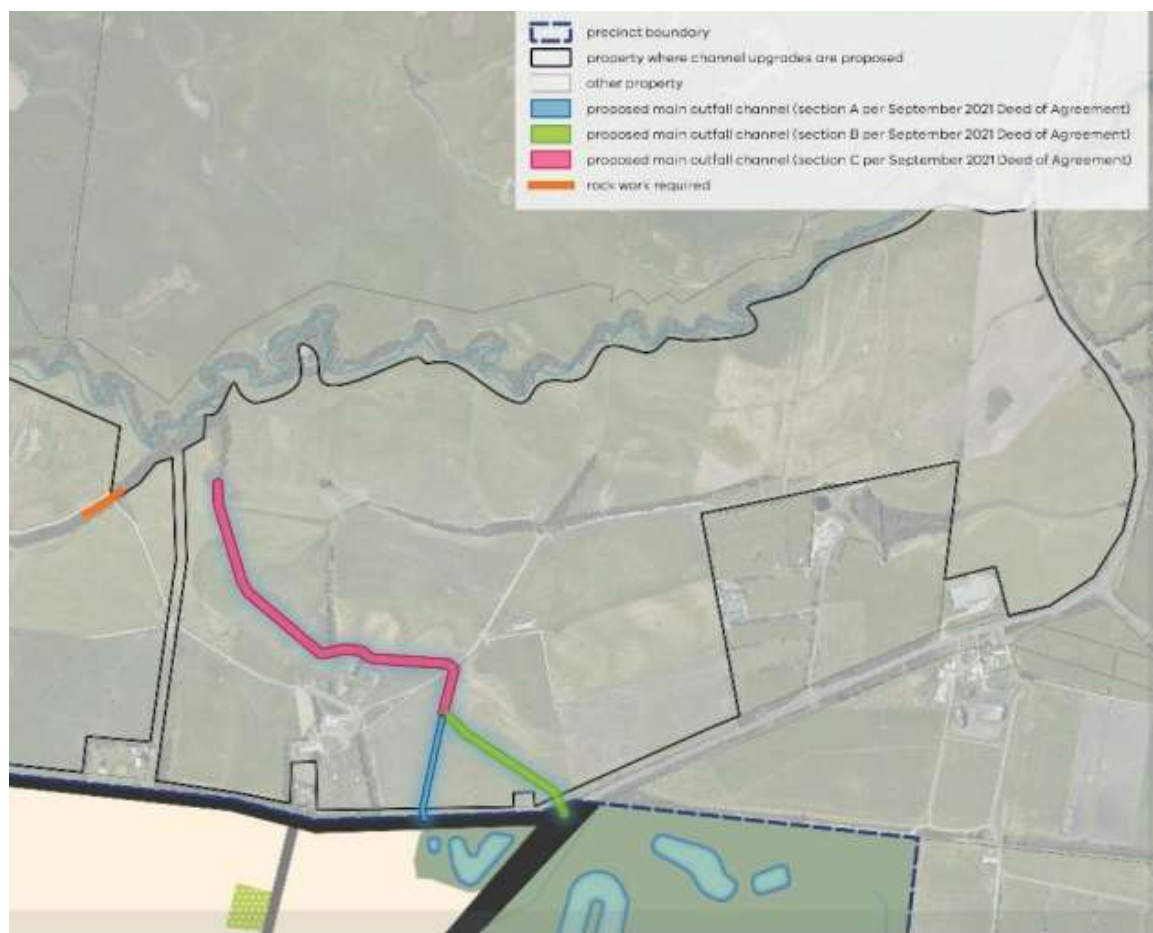 precinct boundary
property where channel upgrades are proposed
other property
proposed main outfall channel (section A per September 2021 Deed of Agreement)
proposed main outfall channel (section B per September 2021 Deed of Agreement)
proposed main outfall channel (section C per September 2021 Deed of Agreement)
rock work required